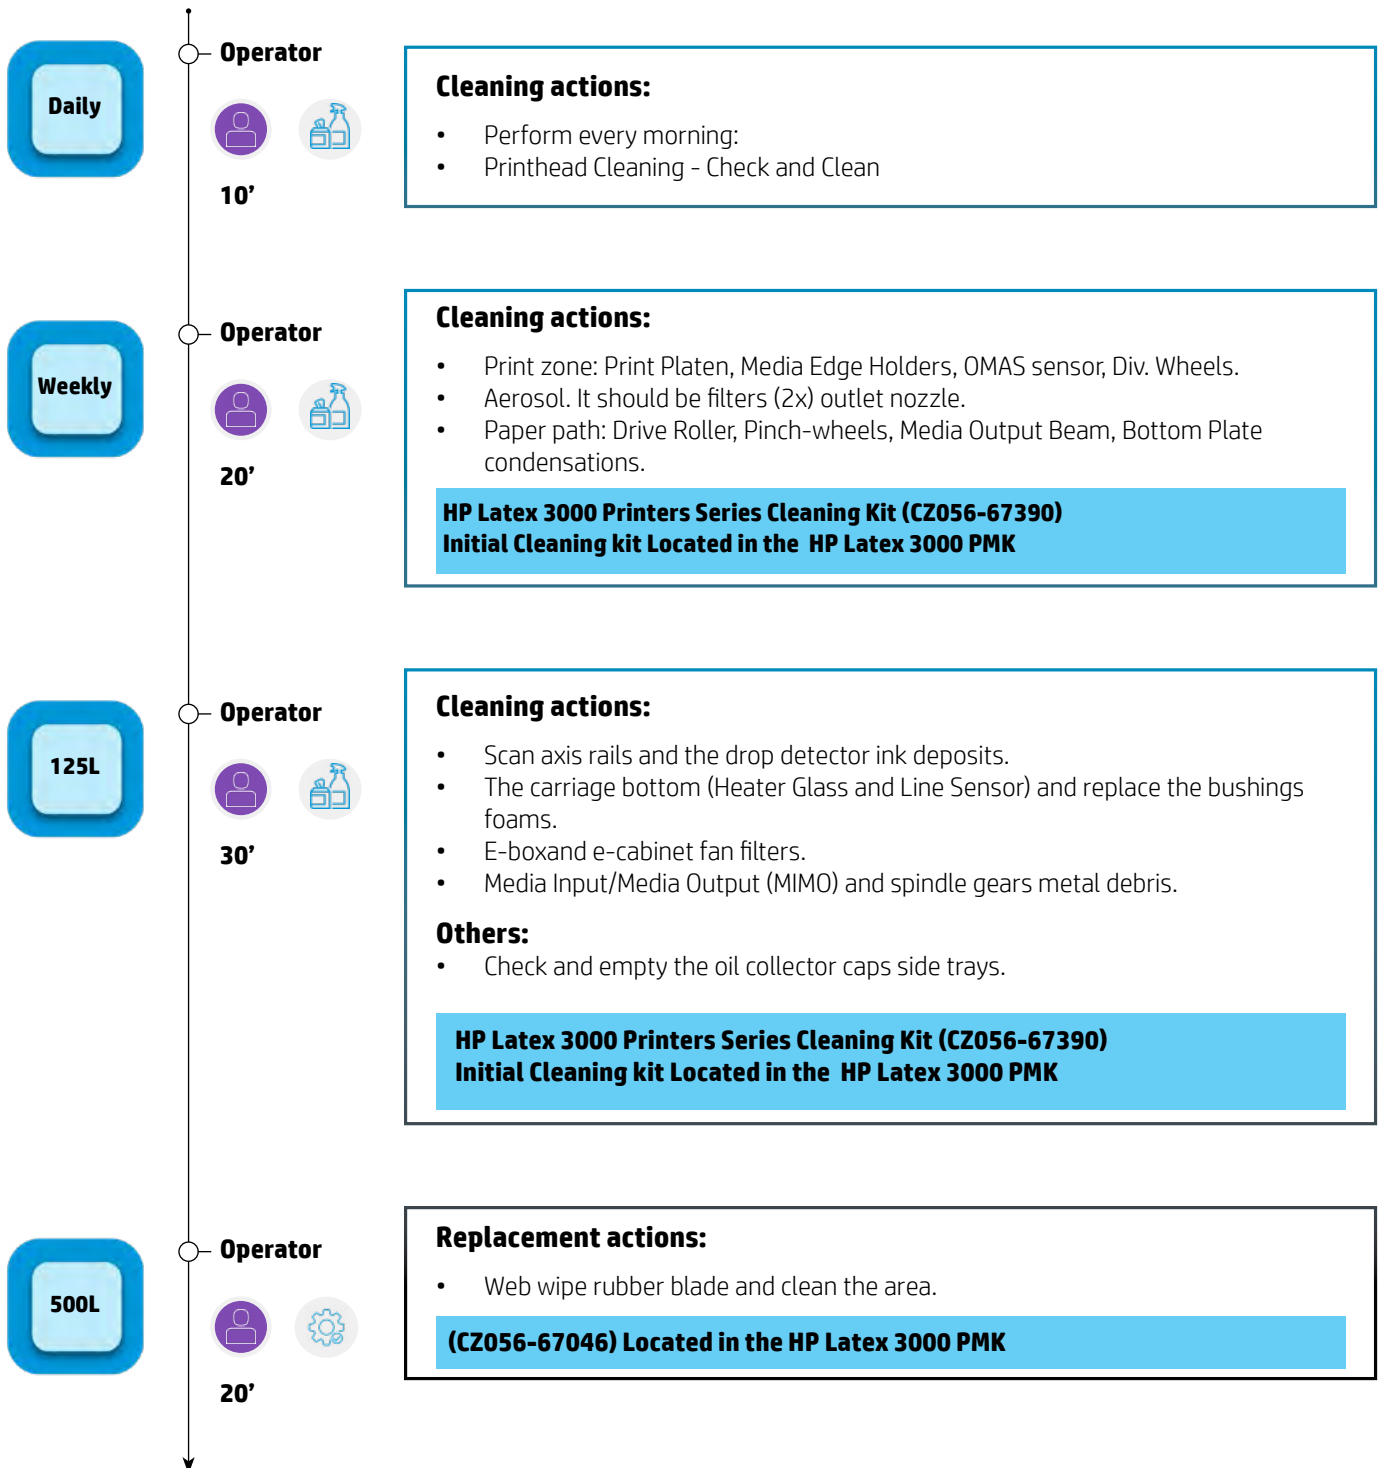 Daily
Operator
10’
Cleaning actions:
• Perform every morning:
• Printhead Cleaning - Check and Clean
Weekly
Operator
20’
Cleaning actions:
• Print zone: Print Platen, Media Edge Holders, OMAS sensor, Div. Wheels.
• Aerosol. It should be filters (2x) outlet nozzle.
• Paper path: Drive Roller, Pinch-wheels, Media Output Beam, Bottom Plate
condensations.
HP Latex 3000 Printers Series Cleaning Kit (CZ056-67390)
Initial Cleaning kit Located in the HP Latex 3000 PMK
125L
Operator
30’
Cleaning actions:
• Scan axis rails and the drop detector ink deposits.
• The carriage bottom (Heater Glass and Line Sensor) and replace the bushings
foams.
• E-boxand e-cabinet fan filters.
• Media Input/Media Output (MIMO) and spindle gears metal debris.
Others:
• Check and empty the oil collector caps side trays.
HP Latex 3000 Printers Series Cleaning Kit (CZ056-67390)
Initial Cleaning kit Located in the HP Latex 3000 PMK
500L
Operator
20’
Replacement actions:
• Web wipe rubber blade and clean the area.
(CZ056-67046) Located in the HP Latex 3000 PMK